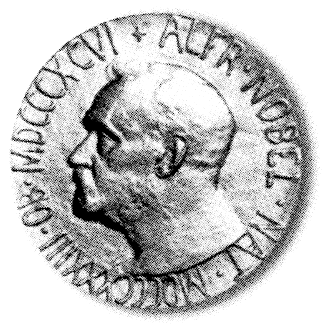 ALFR · NOBEL · NAT · MDCCCXXXIII · OB · MDCCCXCVI